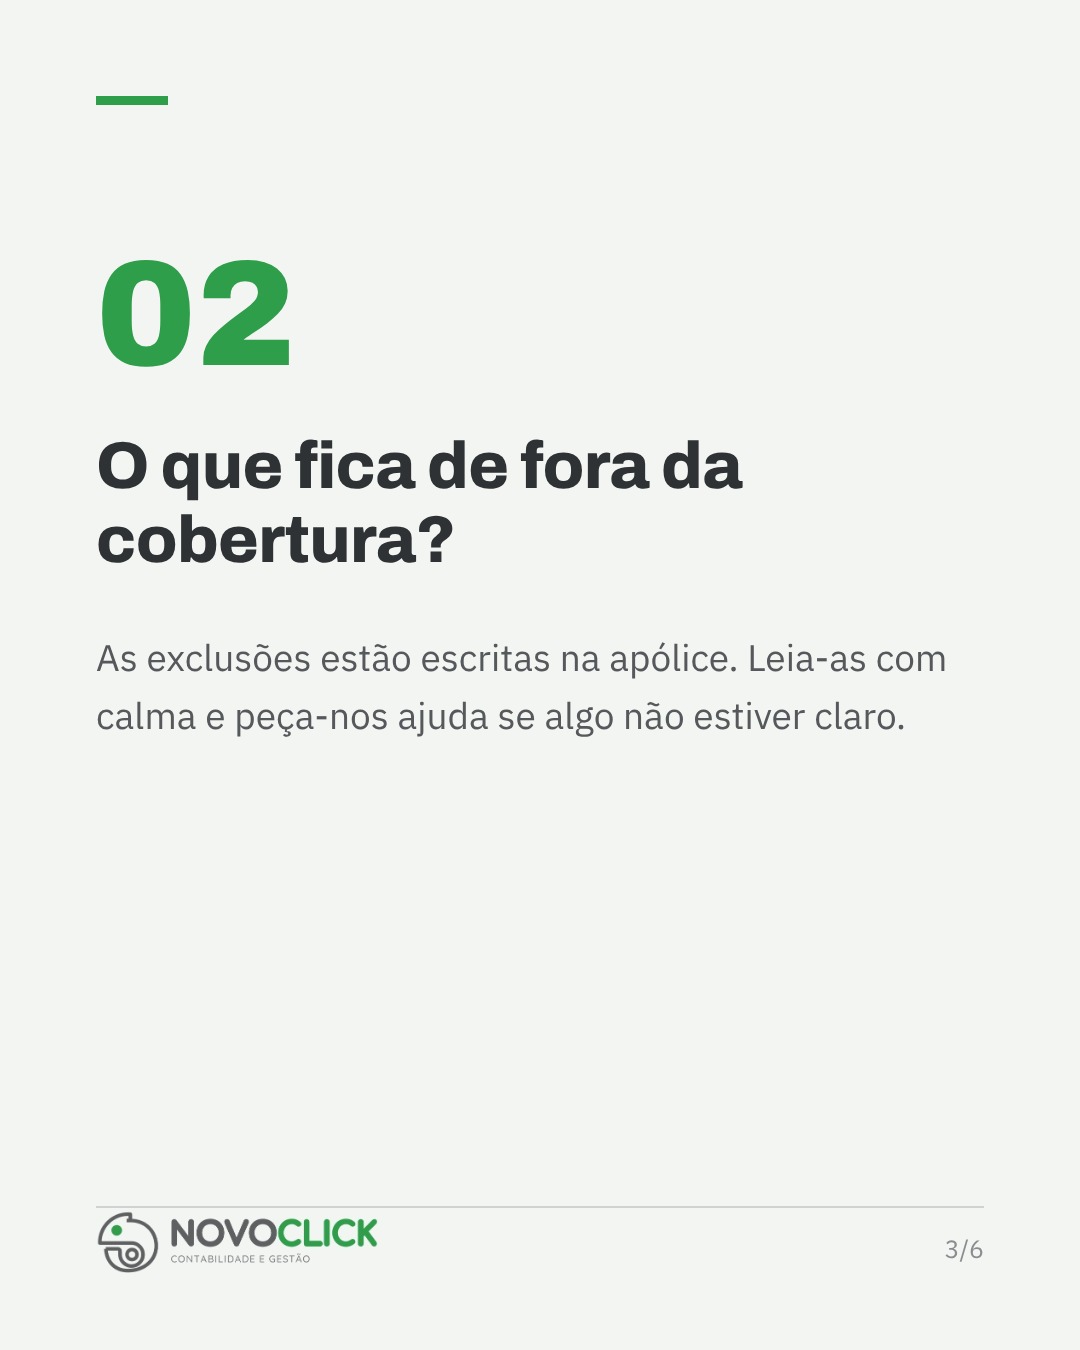 02
O que fica de fora da
cobertura?
As exclusões estão escritas na apólice. Leia-as com
calma e peça-nos ajuda se algo não estiver claro.
NOVOCLICK
CONTABILIDADE E GESTÃO
3/6